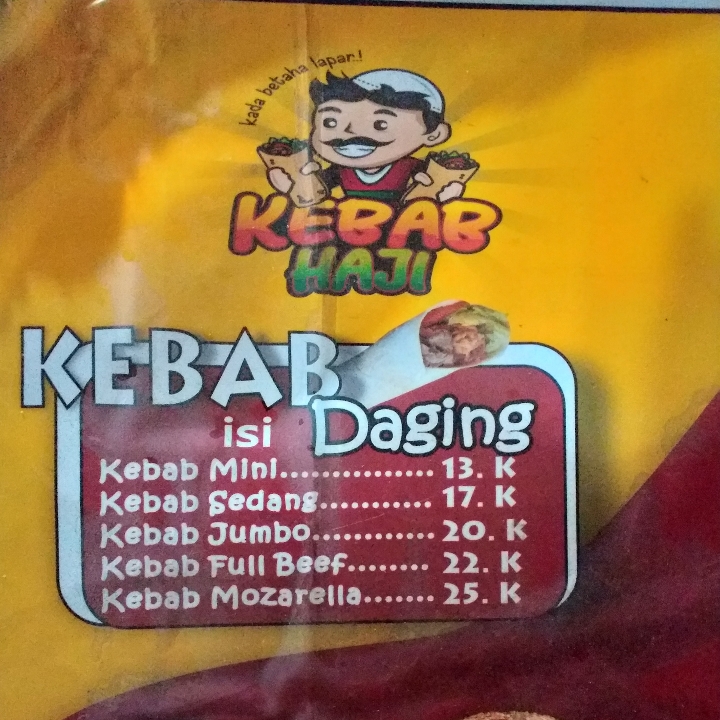 kada betaha lapar..!
KEBAB
HAJI
KEBAB
isi Daging
Kebab Mini............... 13. K
Kebab Sedang............ 17. K
Kebab Jumbo............. 20. K
Kebab Full Beef........ 22. K
Kebab Mozarella....... 25. K